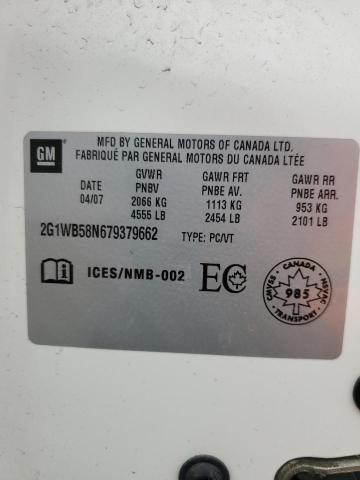 GM
MFD BY GENERAL MOTORS OF CANADA LTD.
FABRIQUÉ PAR GENERAL MOTORS DU CANADA LTÉE
DATE GVWR GAWR FRT GAWR RR
PNBV PNBE AV. PNBE ARR.
04/07 2066 KG 1113 KG 953 KG
4555 LB 2454 LB 2101 LB
2G1WB58N679379662 TYPE: PC/VT
ICES/NMB-002 EC
CANADA
CMVSS NSVAC
985
TRANSPORT